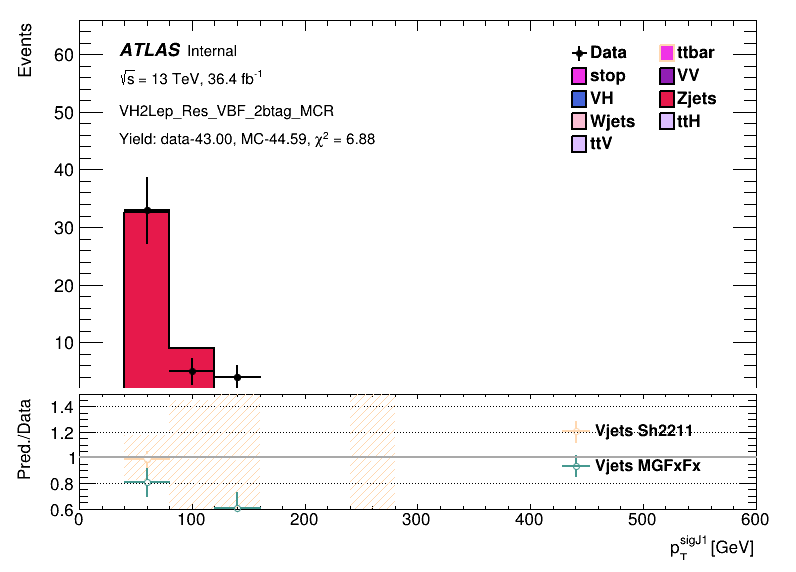 Events
60
50
40
30
20
10
ATLAS Internal
√s = 13 TeV, 36.4 fb⁻¹
VH2Lep_Res_VBF_2btag_MCR
Yield: data-43.00, MC-44.59, χ² = 6.88
Data ttbar
stop VV
VH Zjets
Wjets ttH
ttV
Pred./Data
1.4
1.2
1
0.8
0.6
Vjets Sh2211
Vjets MGFxFx
0 100 200 300 400 500 600
p_T^sigJ1 [GeV]